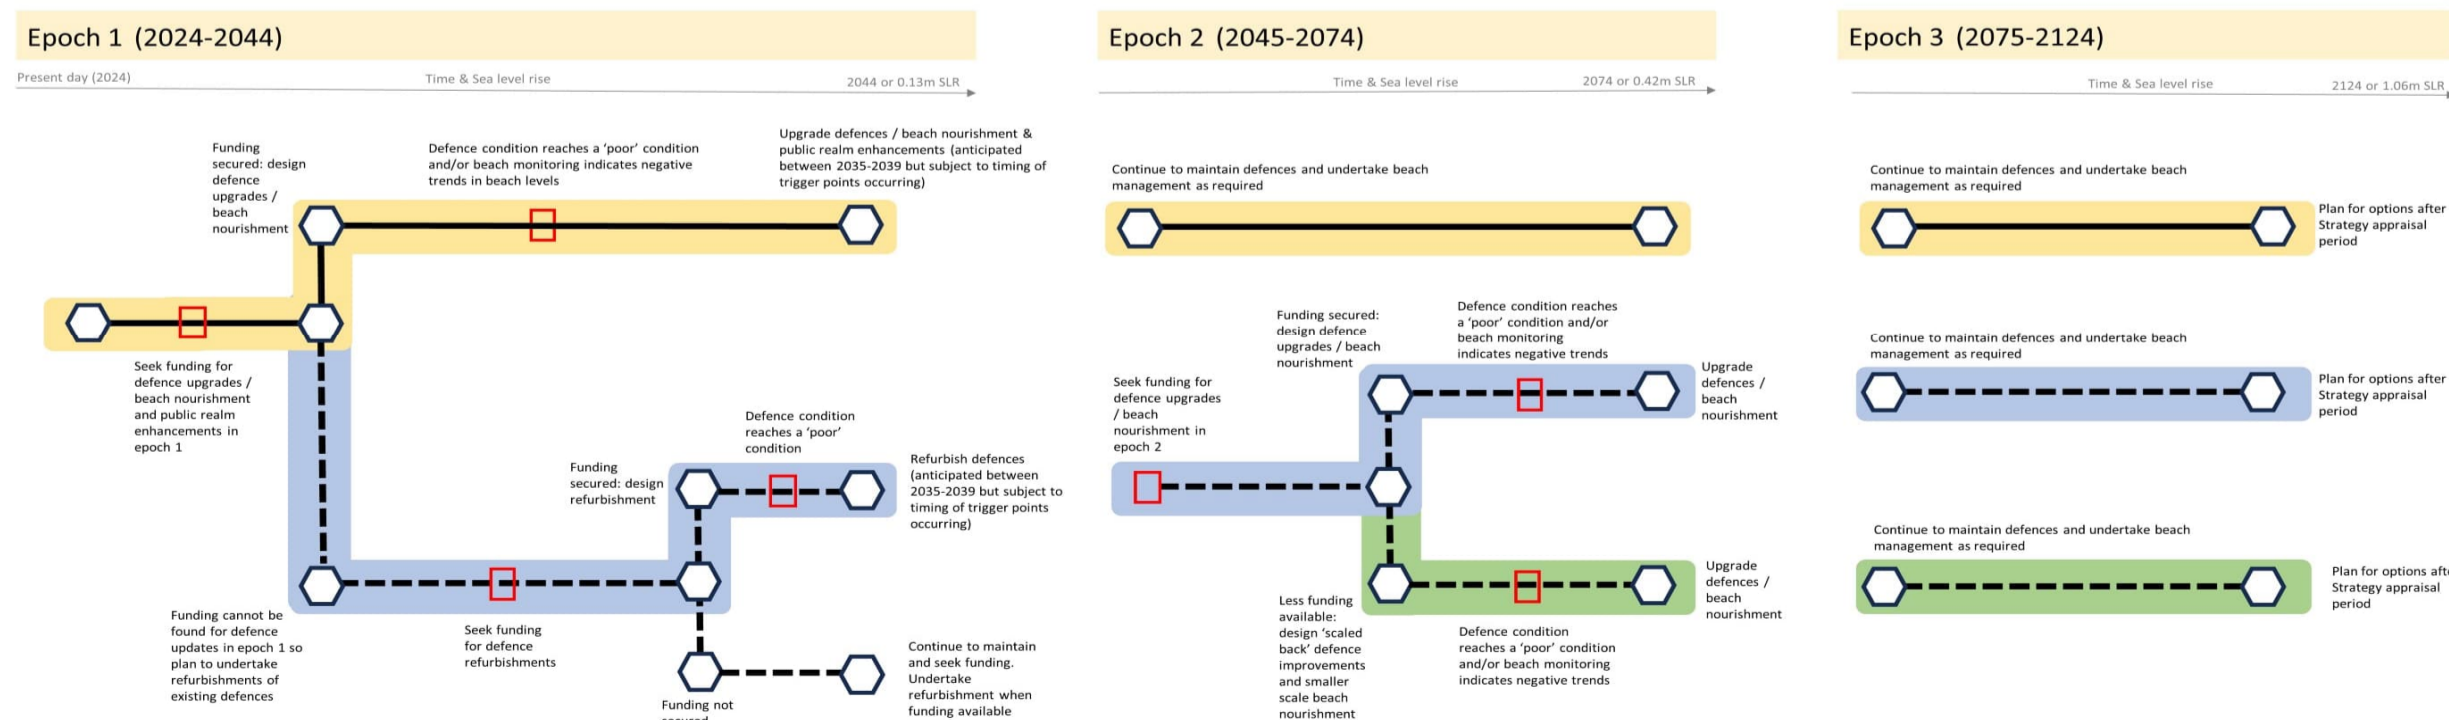 Epoch 1 (2024-2044)
Present day (2024)
Time & Sea level rise
2044 or 0.13m SLR
Funding
secured: design
defence
upgrades /
beach
nourishment
Defence condition reaches a ‘poor’ condition
and/or beach monitoring indicates negative
trends in beach levels
Upgrade defences / beach nourishment &
public realm enhancements (anticipated
between 2035-2039 but subject to timing of
trigger points occurring)
Seek funding for
defence upgrades /
beach nourishment
and public realm
enhancements in
epoch 1
Defence condition
reaches a ‘poor’
condition
Funding
secured: design
refurbishment
Refurbish defences
(anticipated between
2035-2039 but subject to
timing of trigger points
occurring)
Funding cannot be
found for defence
updates in epoch 1 so
plan to undertake
refurbishments of
existing defences
Seek funding
for defence
refurbishments
Funding not
Continue to maintain
and seek funding.
Undertake
refurbishment when
funding available
Epoch 2 (2045-2074)
Time & Sea level rise
2074 or 0.42m SLR
Continue to maintain defences and undertake beach
management as required
Funding secured:
design defence
upgrades / beach
nourishment
Defence condition reaches
a ‘poor’ condition and/or
beach monitoring
indicates negative trends
Upgrade
defences /
beach
nourishment
Seek funding for
defence upgrades
/ beach
nourishment in
epoch 2
Less funding
available:
design ‘scaled
back’ defence
improvements
and smaller
scale beach
nourishment
Defence condition
reaches a ‘poor’ condition
and/or beach monitoring
indicates negative trends
Upgrade
defences /
beach
nourishment
Epoch 3 (2075-2124)
Time & Sea level rise
2124 or 1.06m SLR
Continue to maintain defences and undertake beach
management as required
Plan for options after
Strategy appraisal
period
Continue to maintain defences and undertake beach
management as required
Plan for options after
Strategy appraisal
period
Continue to maintain defences and undertake beach
management as required
Plan for options afte
Strategy appraisal
period